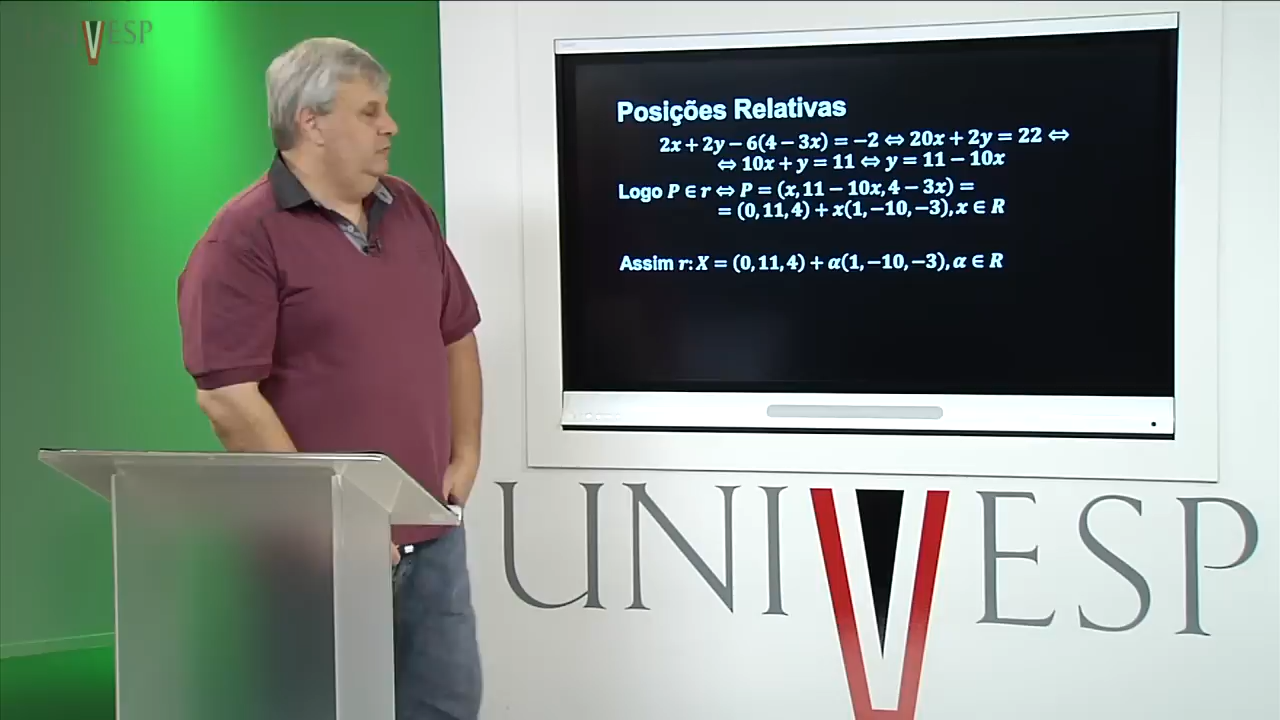 UNIVESP
Posições Relativas
2x + 2y − 6(4 − 3x) = −2 ⇔ 20x + 2y = 22 ⇔
⇔ 10x + y = 11 ⇔ y = 11 − 10x
Logo P ∈ r ⇔ P = (x, 11 − 10x, 4 − 3x) =
= (0, 11, 4) + x(1, −10, −3), x ∈ R
Assim r: X = (0, 11, 4) + α(1, −10, −3), α ∈ R
UNIVESP